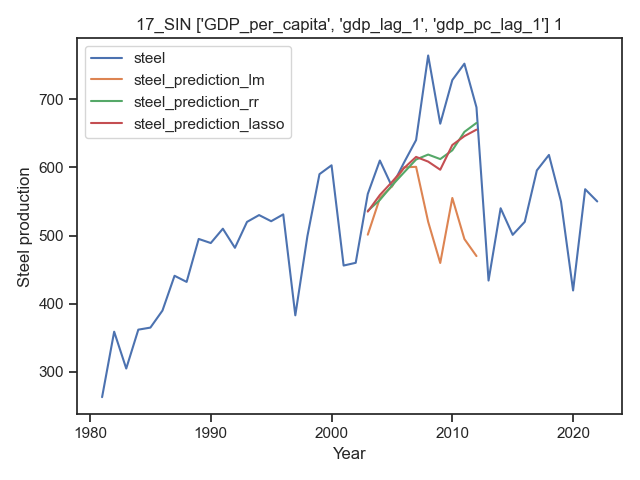 17_SIN ['GDP_per_capita', 'gdp_lag_1', 'gdp_pc_lag_1'] 1
steel
steel_prediction_lm
steel_prediction_rr
steel_prediction_lasso
Steel production
700
600
500
400
300
1980
1990
2000
2010
2020
Year